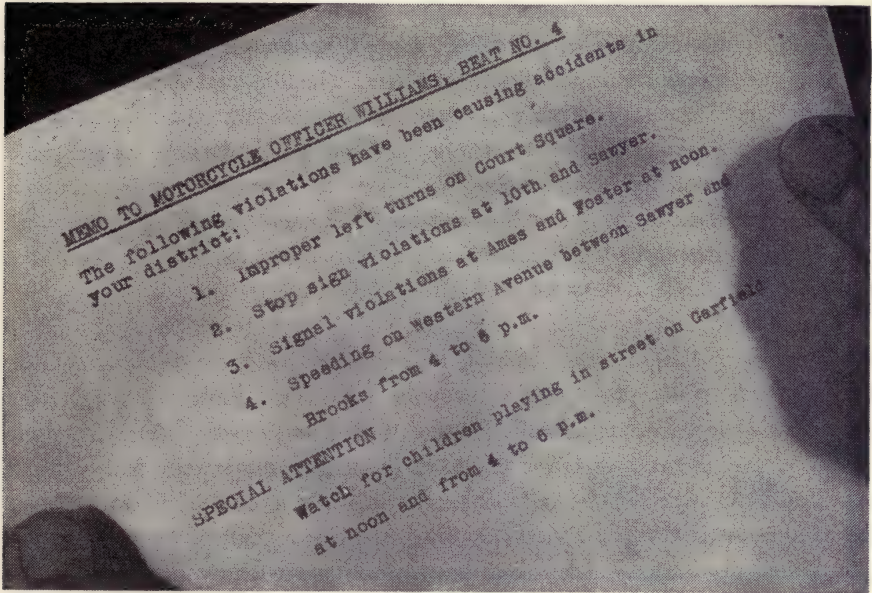 MEMO TO MOTORCYCLE OFFICER WILLIAMS, BEAT NO. 4
The following violations have been causing accidents in
your district:
1. Improper left turns on Court Square.
2. Stop sign violations at 10th and Sawyer.
3. Signal violations at Ames and Foster at noon.
4. Speeding on Western Avenue between Sawyer and
Brooks from 4 to 6 p.m.
SPECIAL ATTENTION
Watch for children playing in street on Garfield
at noon and from 4 to 6 p.m.